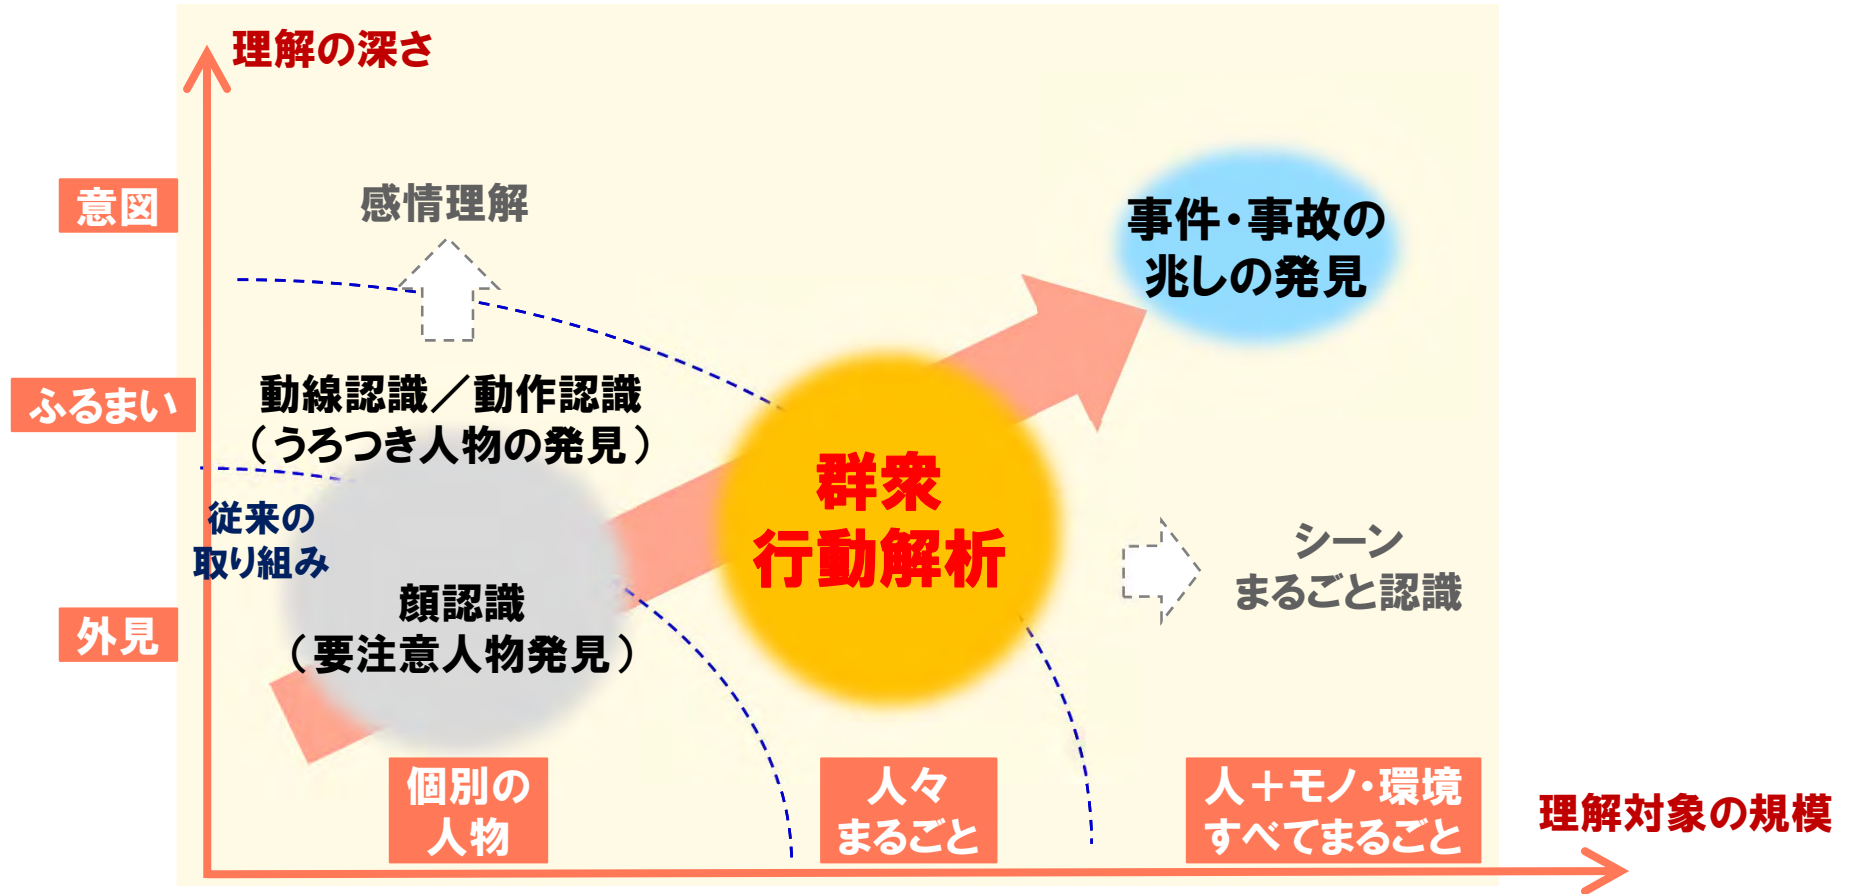 理解の深さ
意図
感情理解
事件・事故の
兆しの発見
ふるまい
動線認識／動作認識
（うろつき人物の発見）
群衆
行動解析
従来の
取り組み
シーン
まるごと認識
外見
顔認識
（要注意人物発見）
個別の
人物
人々
まるごと
人＋モノ・環境
すべてまるごと
理解対象の規模